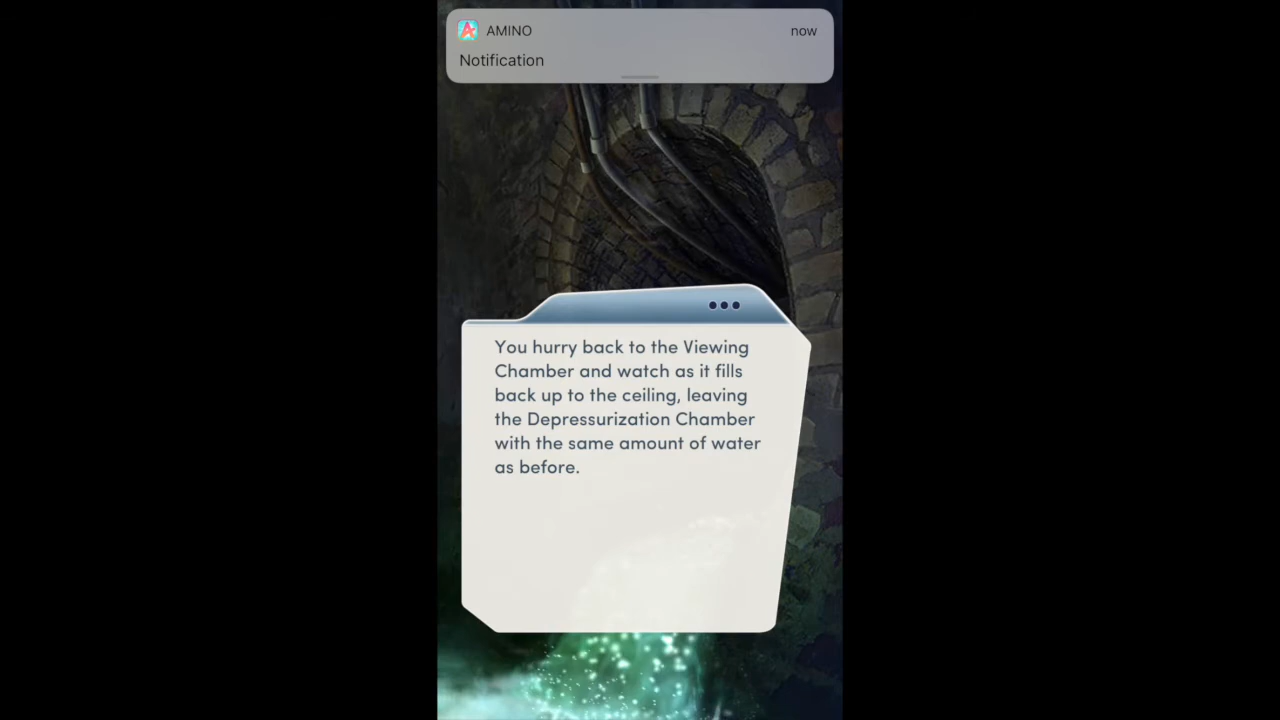 AMINO
now
Notification
You hurry back to the Viewing
Chamber and watch as it fills
back up to the ceiling, leaving
the Depressurization Chamber
with the same amount of water
as before.